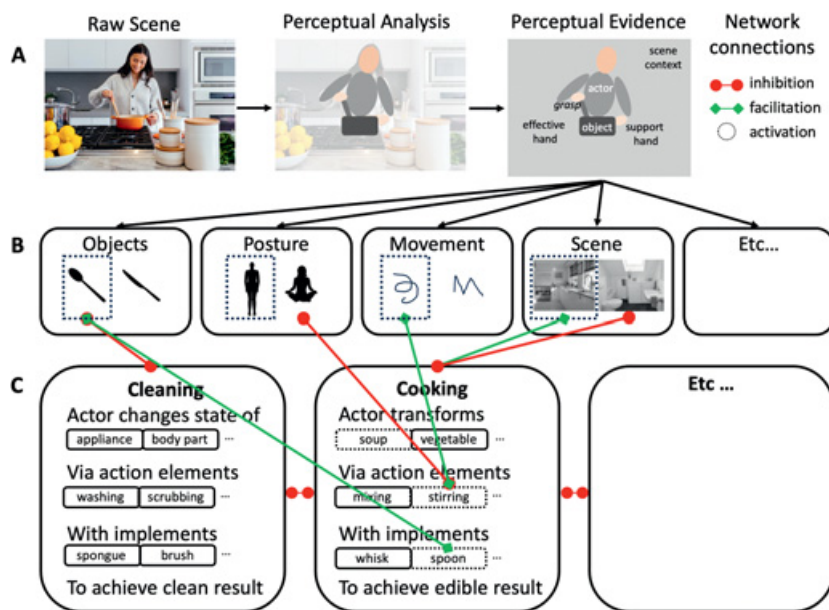 Raw Scene
Perceptual Analysis
Perceptual Evidence
Network
connections
A
scene
context
actor
grasp
effective
hand
object
support
hand
inhibition
facilitation
activation
B
Objects
Posture
Movement
Scene
Etc...
C
Cleaning
Actor changes state of
appliance body part ...
Via action elements
washing scrubbing ...
With implements
spongue brush ...
To achieve clean result
Cooking
Actor transforms
soup vegetable ...
Via action elements
mixing stirring ...
With implements
whisk spoon ...
To achieve edible result
Etc ...